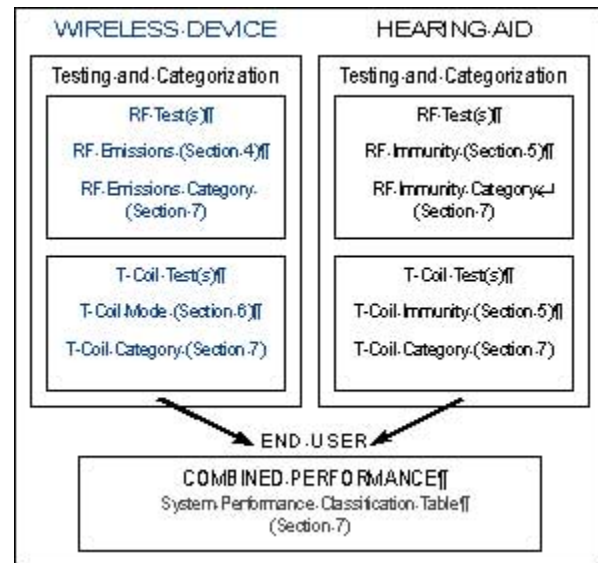 WIRELESS·DEVICE
Testing·and·Categorization
RF·Test(s)¶
RF·Emissions·(Section·4)¶
RF·Emissions·Category·
(Section·7)
T-Coil·Test(s)¶
T-Coil·Mode·(Section·6)¶
T-Coil·Category·(Section·7)
HEARING·AID
Testing·and·Categorization
RF·Test(s)¶
RF·Immunity·(Section·5)¶
RF·Immunity·Category↵
(Section·7)
T-Coil·Test(s)¶
T-Coil·Immunity·(Section·5)¶
T-Coil·Category·(Section·7)
END·USER
COMBINED·PERFORMANCE¶
System·Performance·Classification·Table¶
(Section·7)